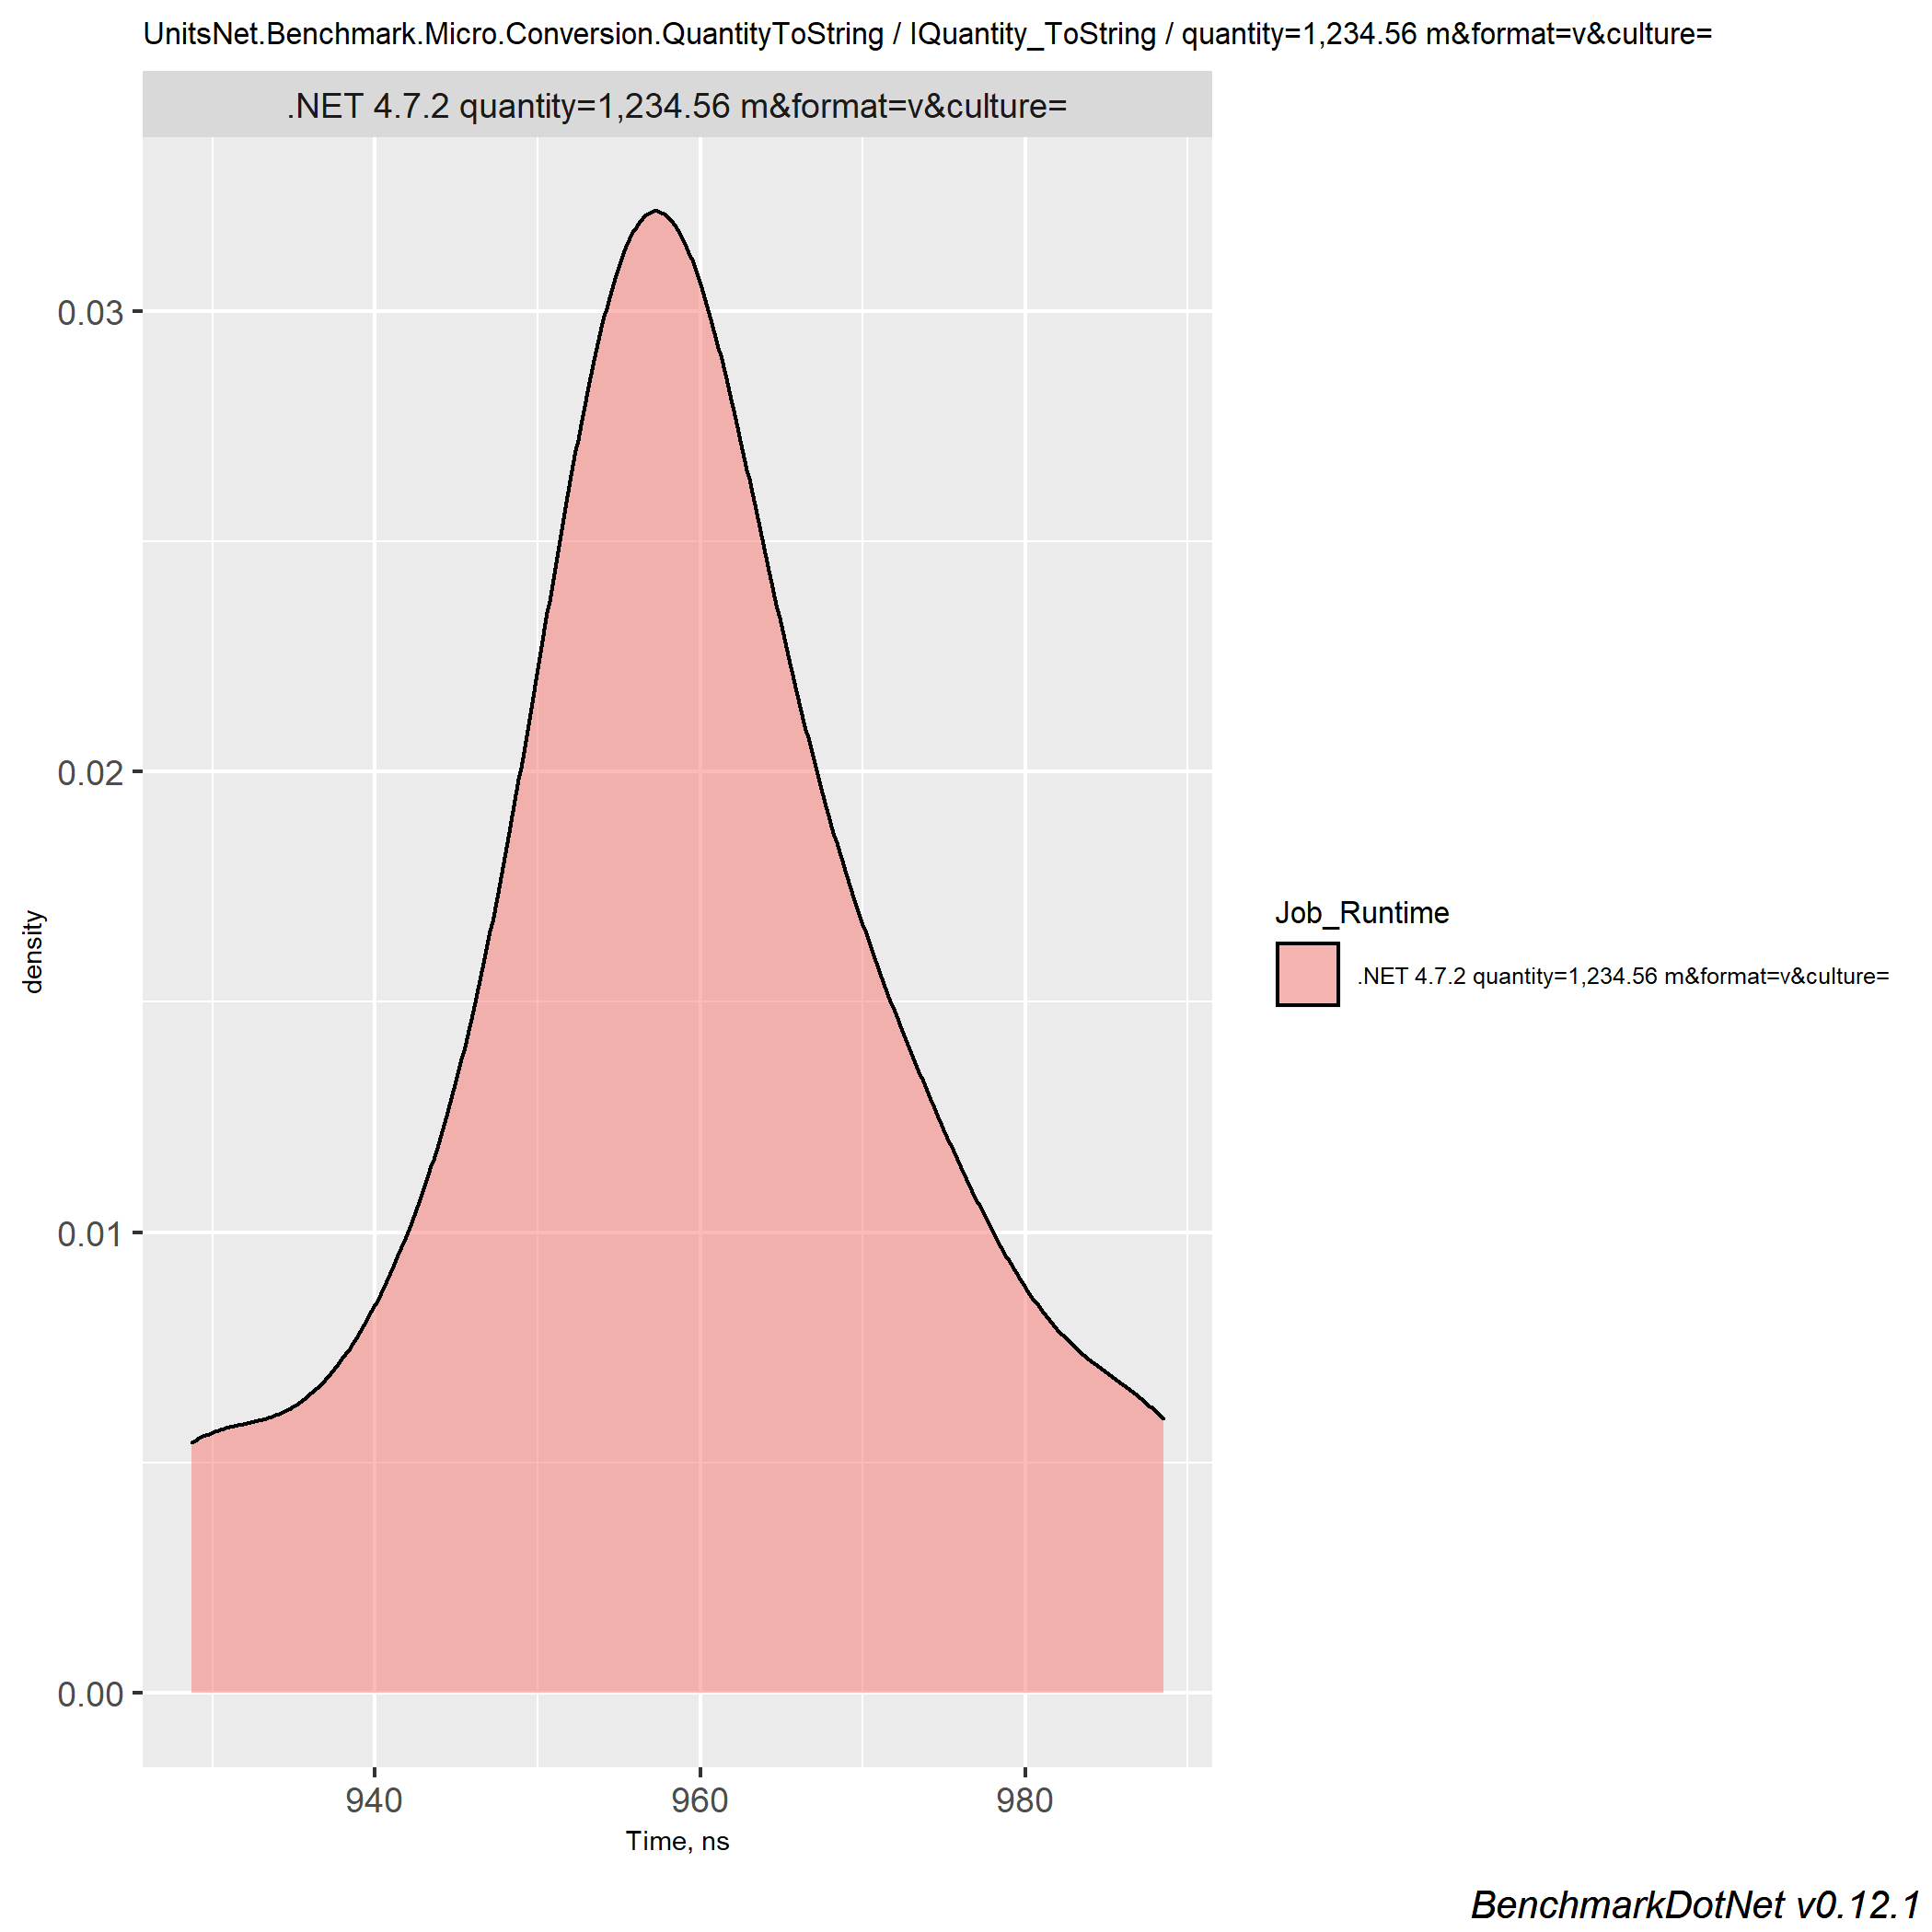 UnitsNet.Benchmark.Micro.Conversion.QuantityToString / IQuantity_ToString / quantity=1,234.56 m&format=v&culture=
.NET 4.7.2 quantity=1,234.56 m&format=v&culture=
0.03
0.02
0.01
0.00
density
940 960 980
Time, ns
Job_Runtime
.NET 4.7.2 quantity=1,234.56 m&format=v&culture=
BenchmarkDotNet v0.12.1